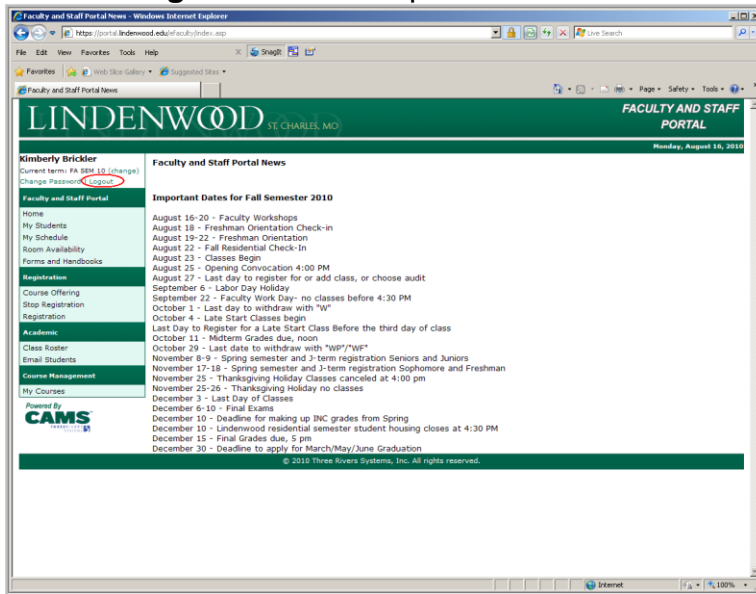 Faculty and Staff Portal News - Windows Internet Explorer
https://portal.lindenwood.edu/efaculty/index.asp
Live Search
File Edit View Favorites Tools Help
SnagIt
Favorites Web Slice Gallery Suggested Sites
Faculty and Staff Portal News
Page Safety Tools
LINDENWOOD ST. CHARLES, MO
FACULTY AND STAFF
PORTAL
Monday, August 16, 2010
Kimberly Brickler
Current term: FA SEM 10 (change)
Change Password | Logout
Faculty and Staff Portal
Home
My Students
My Schedule
Room Availability
Forms and Handbooks
Registration
Course Offering
Stop Registration
Registration
Academic
Class Roster
Email Students
Course Management
My Courses
Powered By
CAMS
Faculty and Staff Portal News
Important Dates for Fall Semester 2010
August 16-20 - Faculty Workshops
August 18 - Freshman Orientation Check-in
August 19-22 - Freshman Orientation
August 22 - Fall Residential Check-In
August 23 - Classes Begin
August 25 - Opening Convocation 4:00 PM
August 27 - Last day to register for or add class, or choose audit
September 6 - Labor Day Holiday
September 22 - Faculty Work Day- no classes before 4:30 PM
October 1 - Last day to withdraw with "W"
October 4 - Late Start Classes begin
Last Day to Register for a Late Start Class Before the third day of class
October 11 - Midterm Grades due, noon
October 29 - Last date to withdraw with "WP"/"WF"
November 8-9 - Spring semester and J-term registration Seniors and Juniors
November 17-18 - Spring semester and J-term registration Sophomore and Freshman
November 25 - Thanksgiving Holiday Classes canceled at 4:00 pm
November 25-26 - Thanksgiving Holiday no classes
December 3 - Last Day of Classes
December 6-10 - Final Exams
December 10 - Deadline for making up INC grades from Spring
December 10 - Lindenwood residential semester student housing closes at 4:30 PM
December 15 - Final Grades due, 5 pm
December 30 - Deadline to apply for March/May/June Graduation
© 2010 Three Rivers Systems, Inc. All rights reserved.
Internet
100%